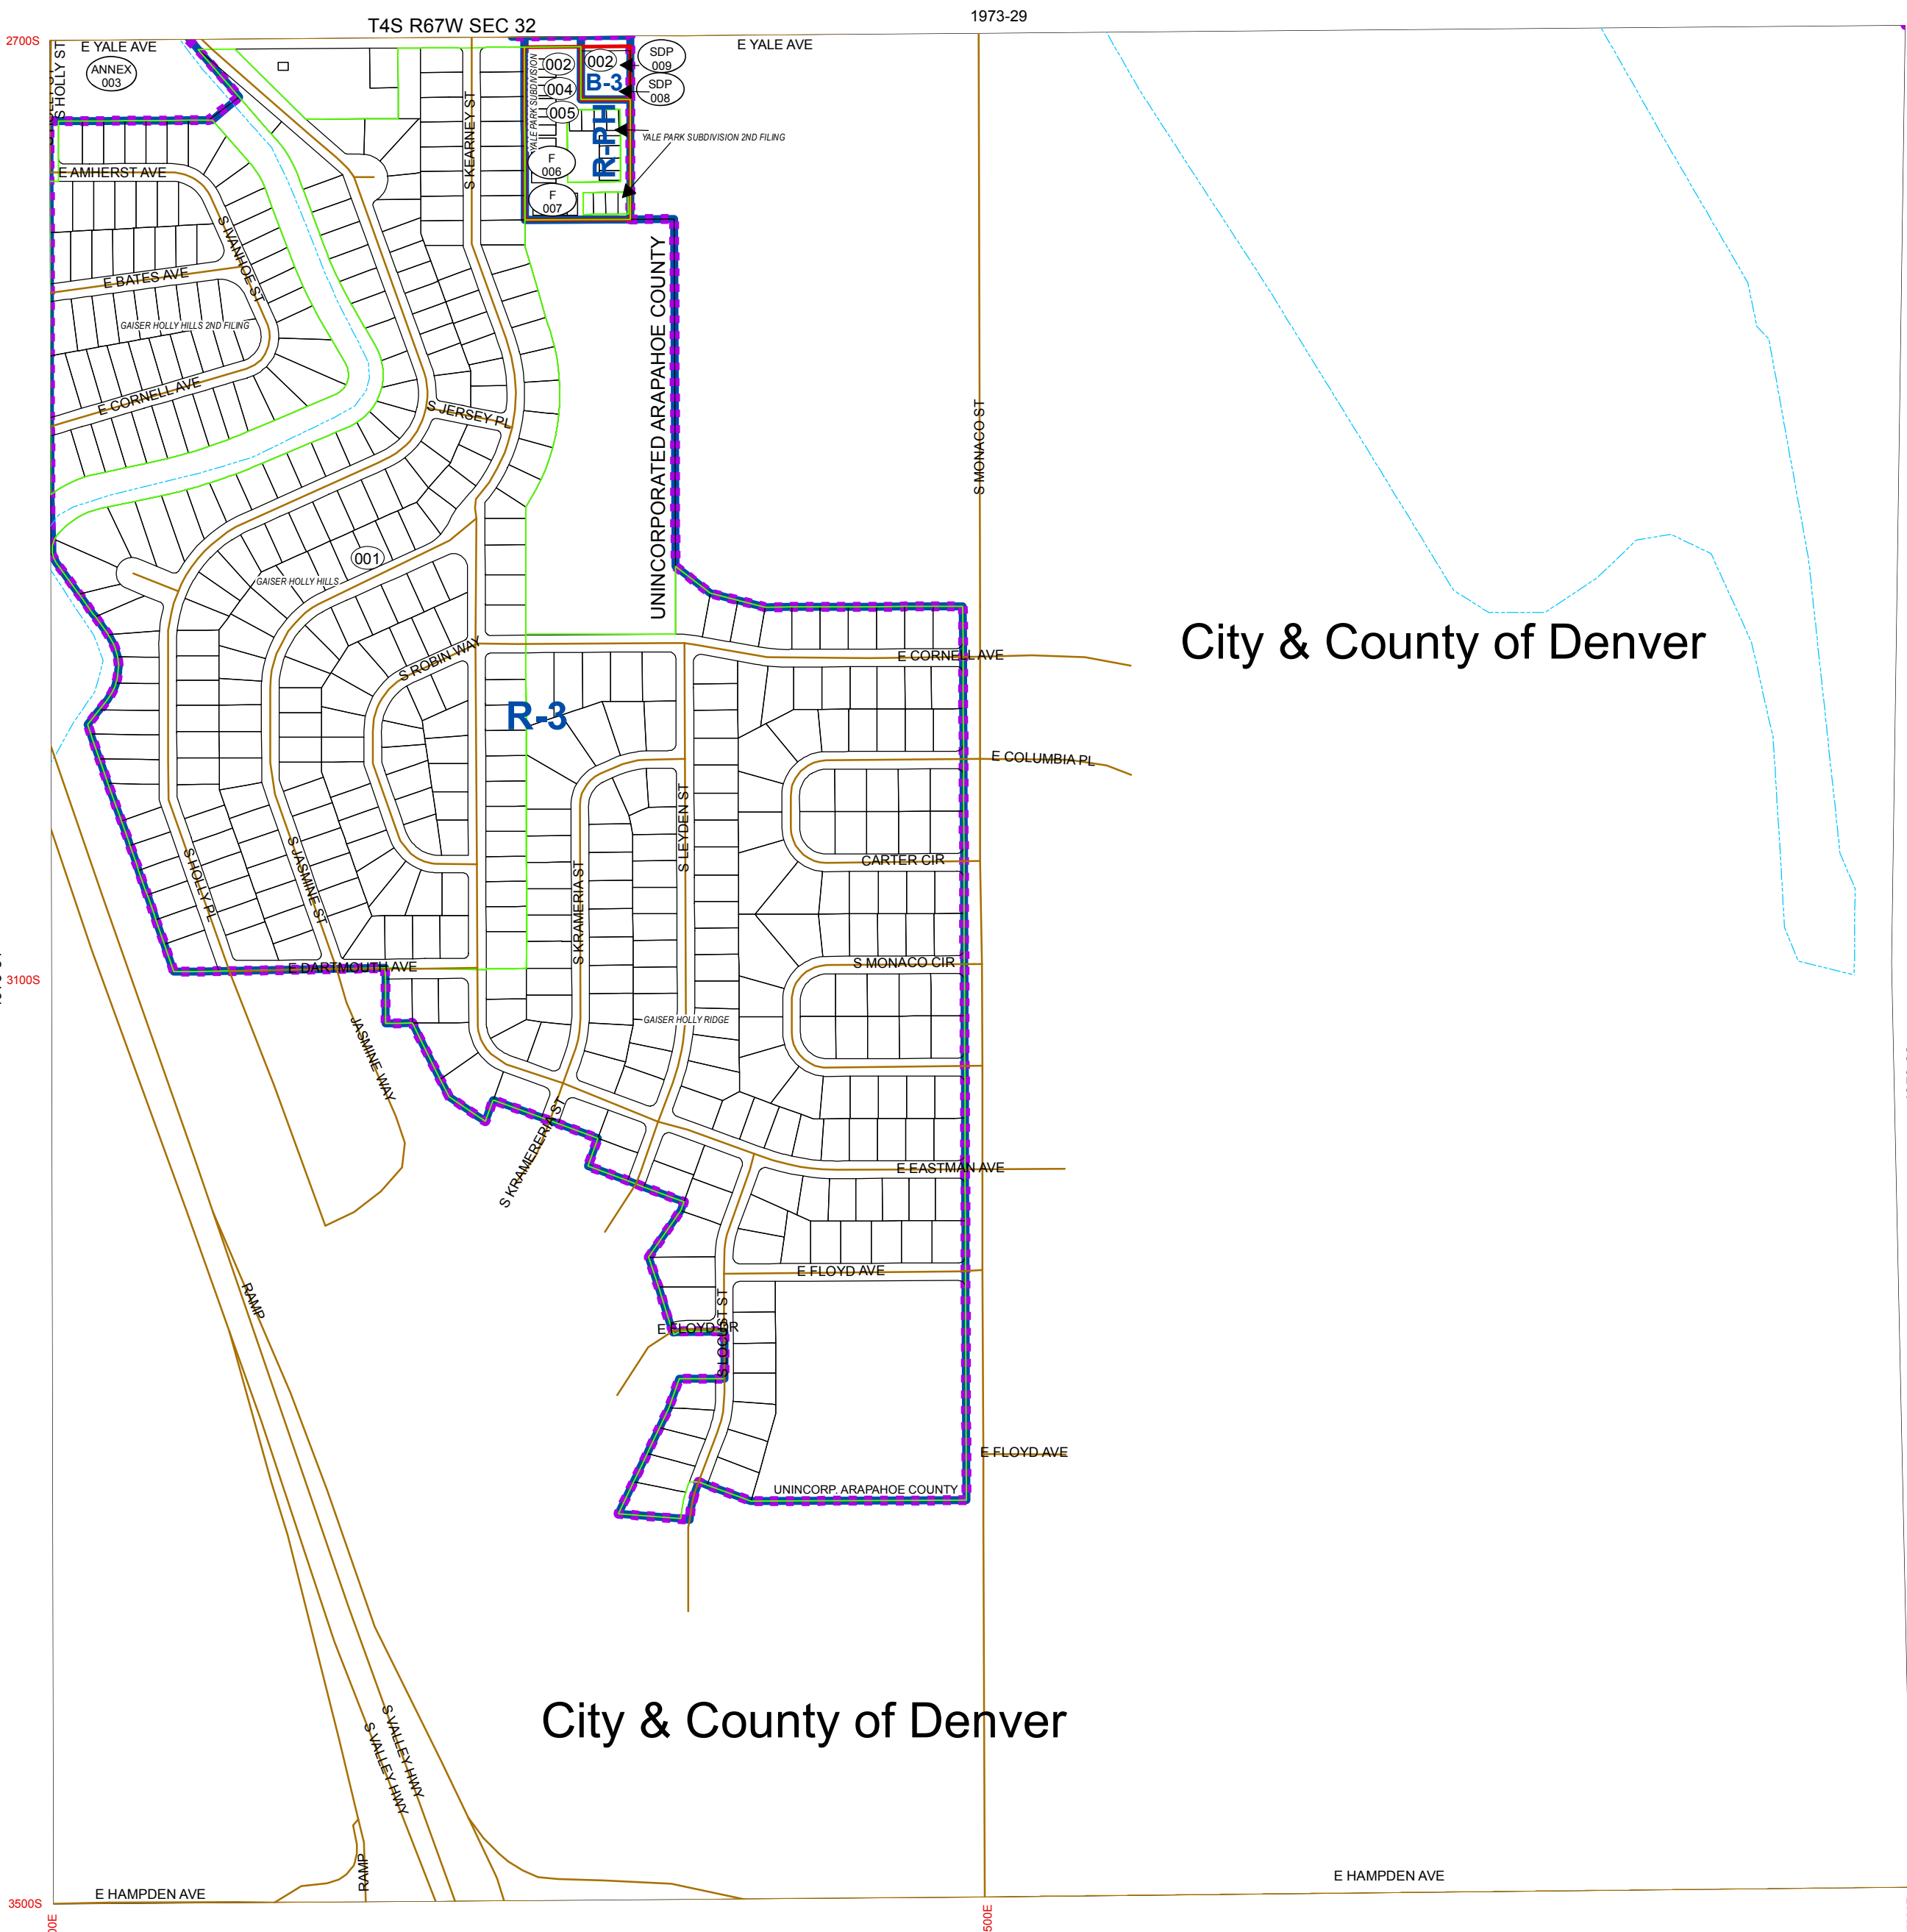 1973-29
T4S R67W SEC 32
2700S
E YALE AVE
E YALE AVE
S HOLLY ST
ANNEX
003
002
002
SDP
009
SDP
008
B-3
004
005
R-PH
YALE PARK SUBDIVISION
YALE PARK SUBDIVISION 2ND FILING
F
006
F
007
S KEARNEY ST
E AMHERST AVE
S IVANHOE ST
E BATES AVE
GAISER HOLLY HILLS 2ND FILING
E CORNELL AVE
S JERSEY PL
UNINCORPORATED ARAPAHOE COUNTY
S MONACO ST
001
GAISER HOLLY HILLS
City & County of Denver
S ROBIN WAY
E CORNELL AVE
R-3
E COLUMBIA PL
S LEYDEN ST
CARTER CIR
S HOLLY PL
S JASMINE ST
S KRAMERIA ST
E DARTMOUTH AVE
S MONACO CIR
3100S
GAISER HOLLY RIDGE
JASMINE WAY
S KRAMERERIA ST
E EASTMAN AVE
E FLOYD AVE
RAMP
S LOCUST ST
E FLOYD DR
E FLOYD AVE
UNINCORP. ARAPAHOE COUNTY
City & County of Denver
S VALLEY HWY
S VALLEY HWY
RAMP
E HAMPDEN AVE
E HAMPDEN AVE
3500S